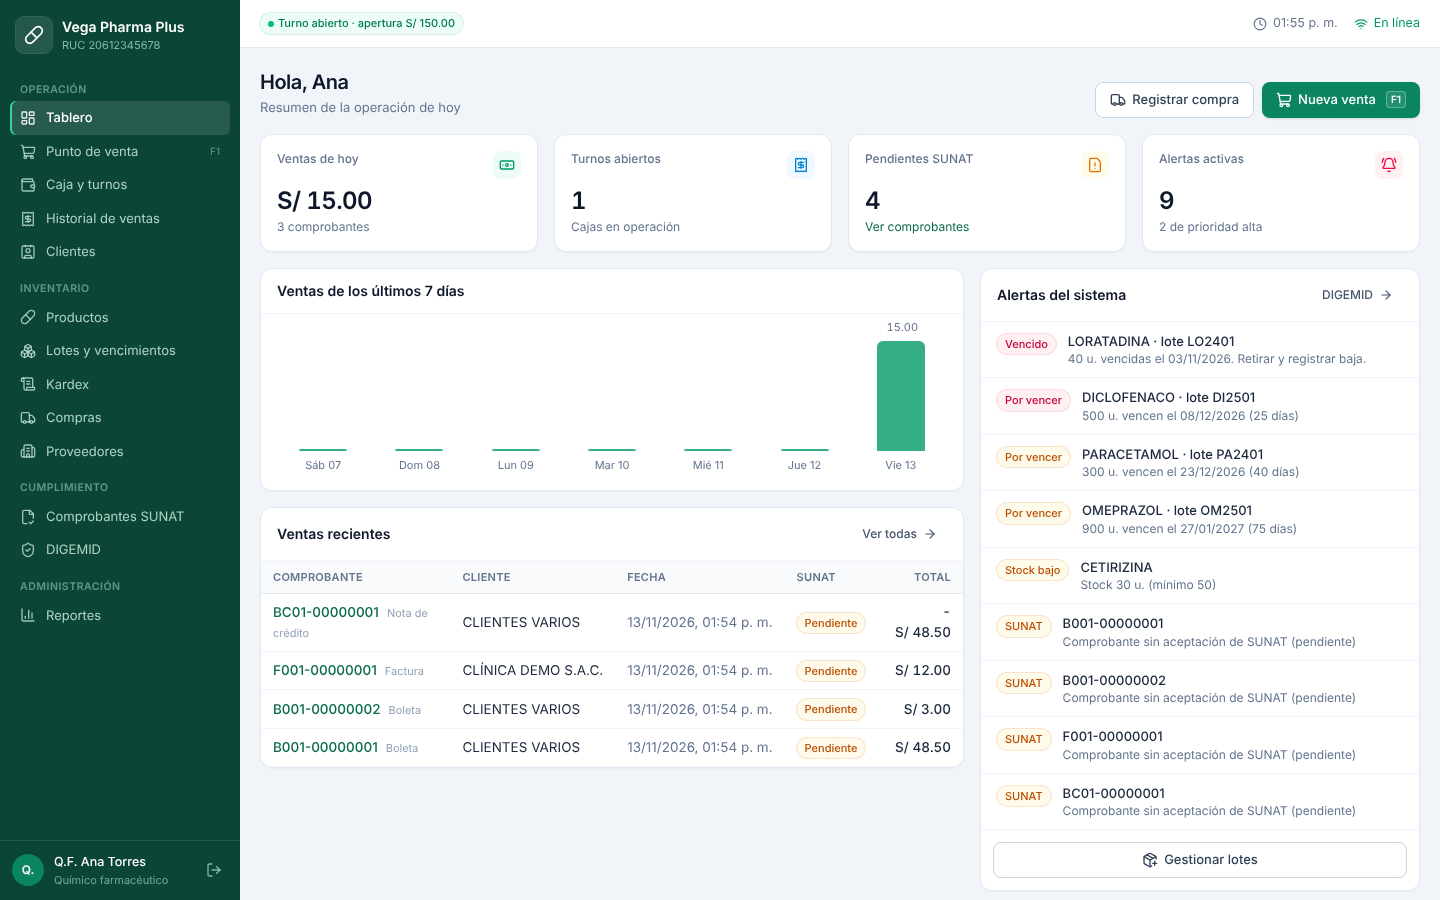 Vega Pharma Plus
RUC 20612345678
OPERACIÓN
Tablero
Punto de venta F1
Caja y turnos
Historial de ventas
Clientes
INVENTARIO
Productos
Lotes y vencimientos
Kardex
Compras
Proveedores
CUMPLIMIENTO
Comprobantes SUNAT
DIGEMID
ADMINISTRACIÓN
Reportes
Q.
Q.F. Ana Torres
Químico farmacéutico
Turno abierto · apertura S/ 150.00
01:55 p. m.
En línea
Hola, Ana
Resumen de la operación de hoy
Registrar compra
Nueva venta F1
Ventas de hoy
S/ 15.00
3 comprobantes
Turnos abiertos
1
Cajas en operación
Pendientes SUNAT
4
Ver comprobantes
Alertas activas
9
2 de prioridad alta
Ventas de los últimos 7 días
15.00
Sáb 07 Dom 08 Lun 09 Mar 10 Mié 11 Jue 12 Vie 13
Ventas recientes
Ver todas
COMPROBANTE CLIENTE FECHA SUNAT TOTAL
BC01-00000001 Nota de
crédito
CLIENTES VARIOS 13/11/2026, 01:54 p. m. Pendiente
-
S/ 48.50
F001-00000001 Factura CLÍNICA DEMO S.A.C. 13/11/2026, 01:54 p. m. Pendiente S/ 12.00
B001-00000002 Boleta CLIENTES VARIOS 13/11/2026, 01:54 p. m. Pendiente S/ 3.00
B001-00000001 Boleta CLIENTES VARIOS 13/11/2026, 01:54 p. m. Pendiente S/ 48.50
Alertas del sistema
DIGEMID
Vencido LORATADINA · lote LO2401
40 u. vencidas el 03/11/2026. Retirar y registrar baja.
Por vencer DICLOFENACO · lote DI2501
500 u. vencen el 08/12/2026 (25 días)
Por vencer PARACETAMOL · lote PA2401
300 u. vencen el 23/12/2026 (40 días)
Por vencer OMEPRAZOL · lote OM2501
900 u. vencen el 27/01/2027 (75 días)
Stock bajo CETIRIZINA
Stock 30 u. (mínimo 50)
SUNAT B001-00000001
Comprobante sin aceptación de SUNAT (pendiente)
SUNAT B001-00000002
Comprobante sin aceptación de SUNAT (pendiente)
SUNAT F001-00000001
Comprobante sin aceptación de SUNAT (pendiente)
SUNAT BC01-00000001
Comprobante sin aceptación de SUNAT (pendiente)
Gestionar lotes